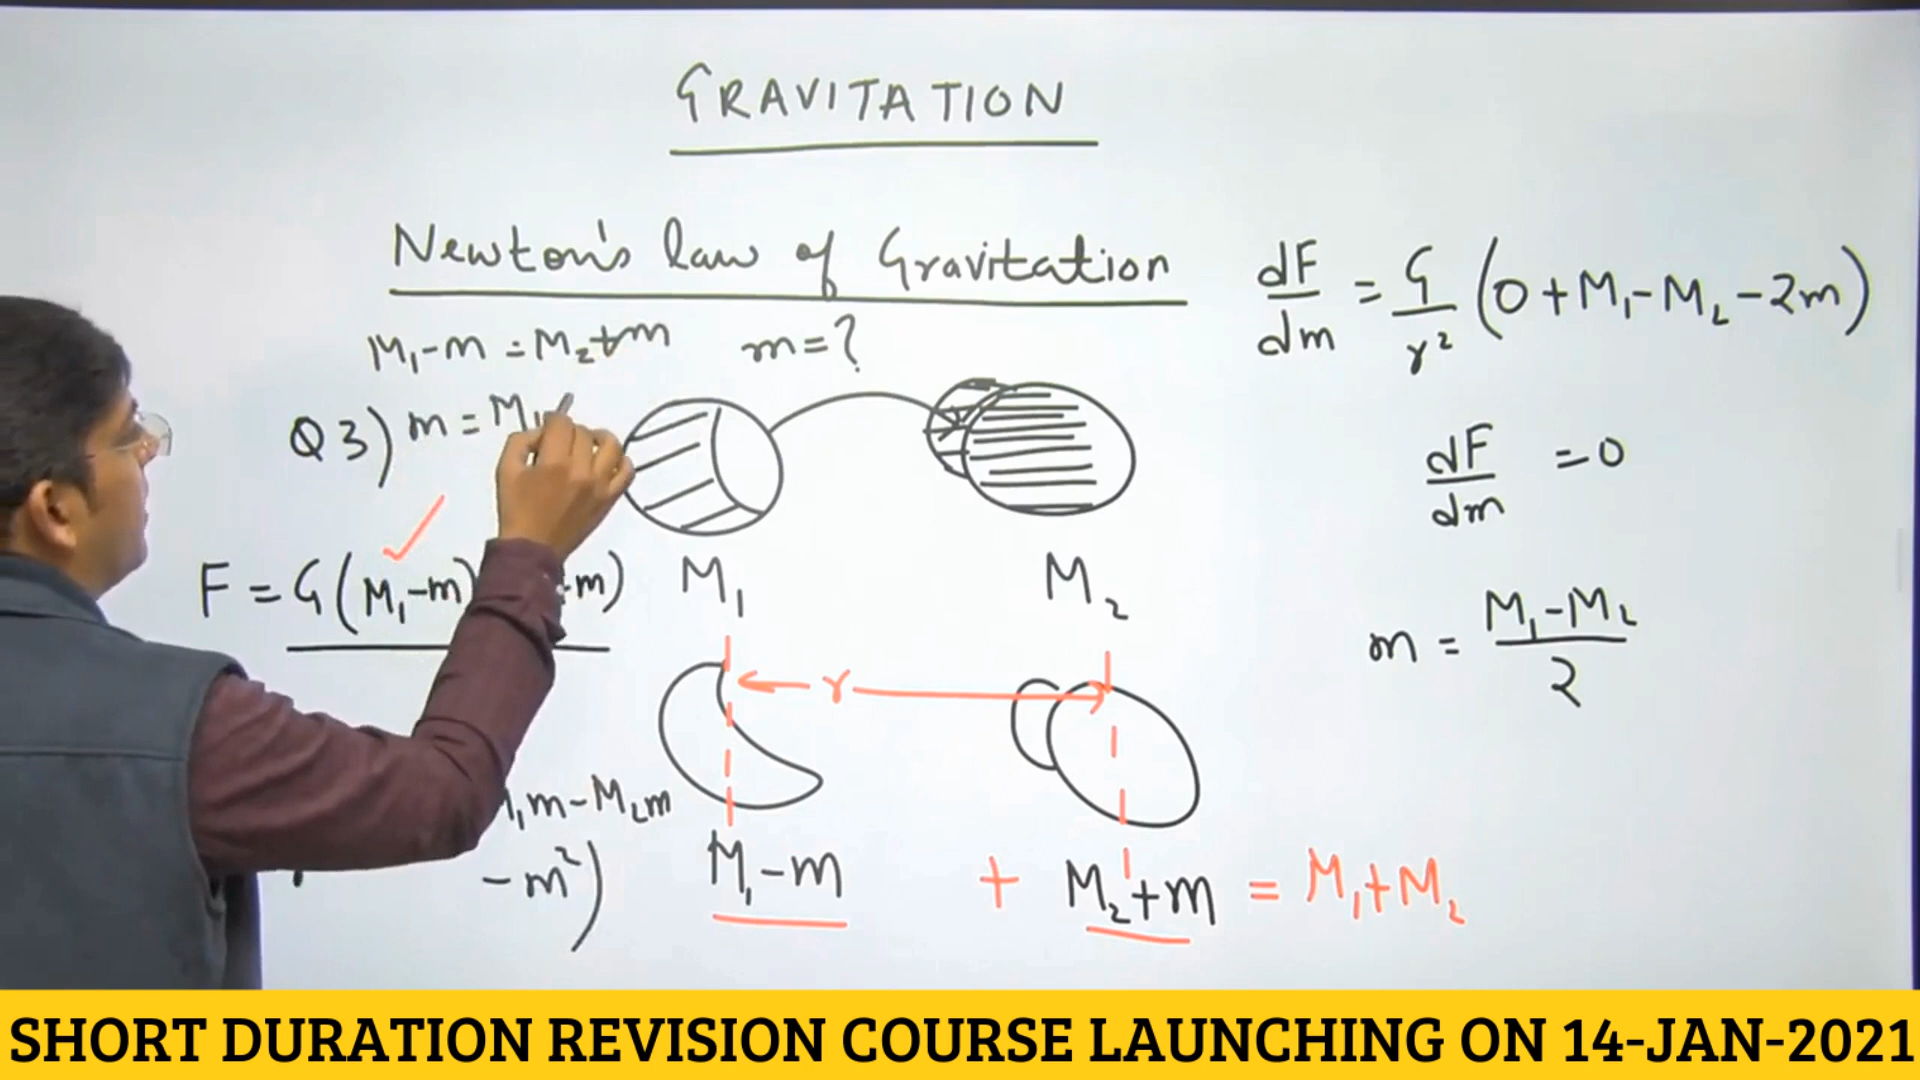 GRAVITATION
Newton's law of Gravitation
M₁-m = M₂+m m=?
Q3) m = M₁
F = G(M₁-m) m)
M₁ M₂
r
₁m-M₂m
-m²)
M₁-m + M₂+m = M₁+M₂
dF/dm = G/r² (0+M₁-M₂-2m)
dF/dm =0
m = M₁-M₂/2
SHORT DURATION REVISION COURSE LAUNCHING ON 14-JAN-2021